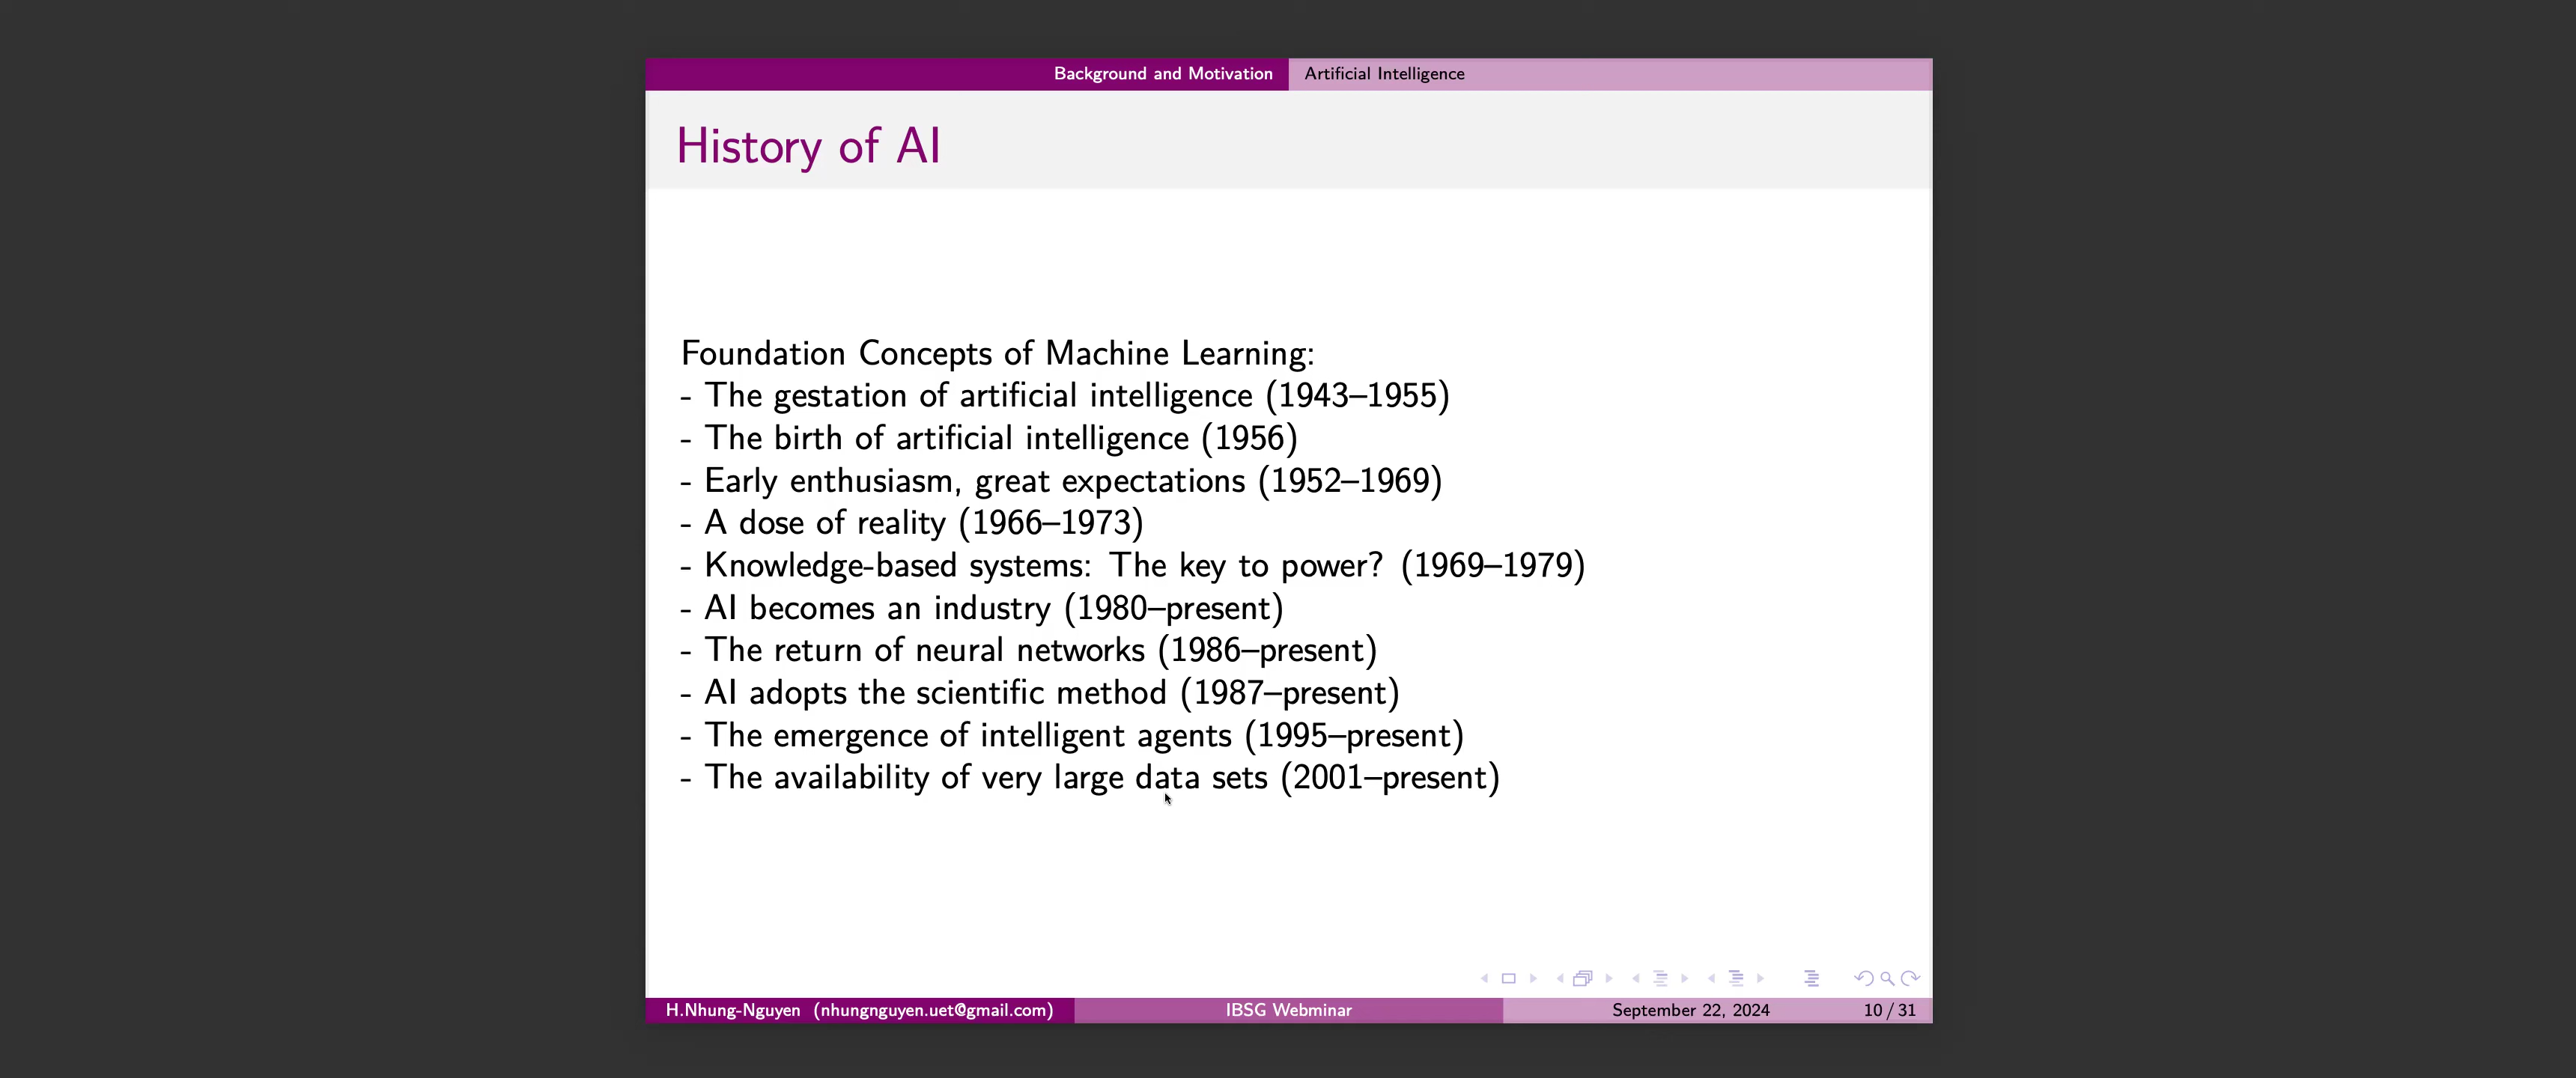 Background and Motivation Artificial Intelligence
History of AI
Foundation Concepts of Machine Learning:
- The gestation of artificial intelligence (1943–1955)
- The birth of artificial intelligence (1956)
- Early enthusiasm, great expectations (1952–1969)
- A dose of reality (1966–1973)
- Knowledge-based systems: The key to power? (1969–1979)
- AI becomes an industry (1980–present)
- The return of neural networks (1986–present)
- AI adopts the scientific method (1987–present)
- The emergence of intelligent agents (1995–present)
- The availability of very large data sets (2001–present)
H.Nhung-Nguyen (nhungnguyen.uet@gmail.com) IBSG Webminar September 22, 2024 10 / 31